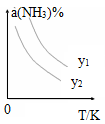 a(NH₃)%
y₁
y₂
0
T/K